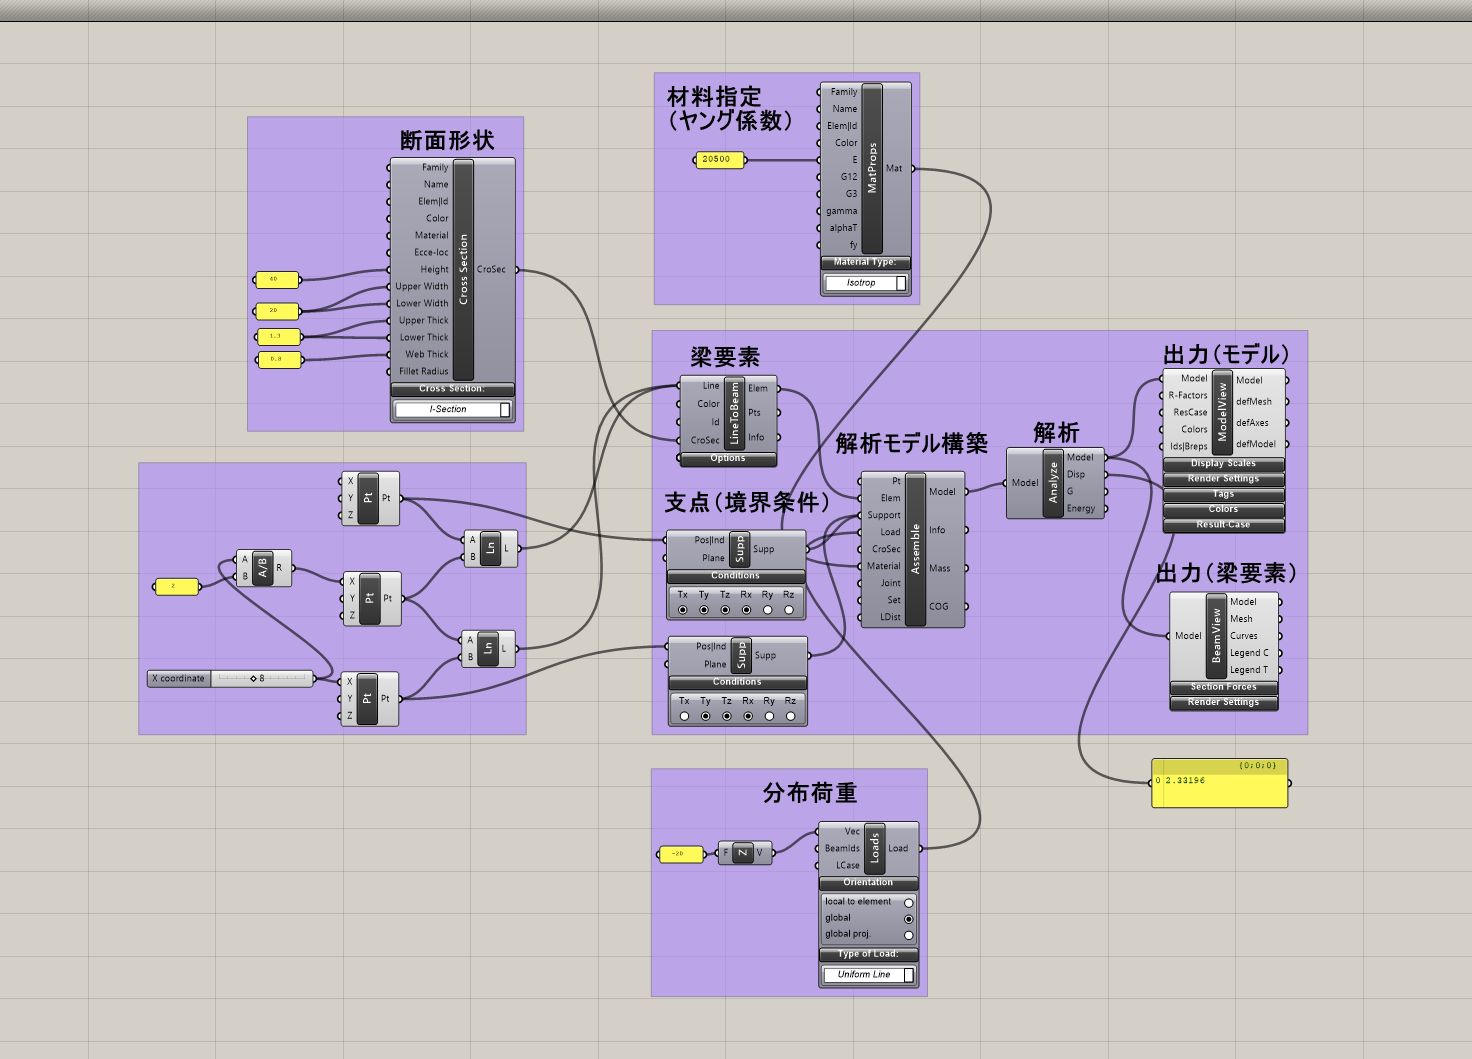 断面形状
Family
Name
Elem|Id
Color
Material
Ecce-loc
Height
Upper Width
Lower Width
Upper Thick
Lower Thick
Web Thick
Fillet Radius
Cross Section
CroSec
Cross Section:
I-Section
40
20
1.3
0.8
材料指定
(ヤング係数)
20500
Family
Name
Elem|Id
Color
E
G12
G3
gamma
alphaT
fy
MatProps
Mat
Material Type:
Isotrop
X
Y
Z
Pt
Pt
A
B
Ln
L
2
A
B
A/B
R
X
Y
Z
Pt
Pt
A
B
Ln
L
X coordinate
8
X
Y
Z
Pt
Pt
梁要素
Line
Color
Id
CroSec
LineToBeam
Elem
Pts
Info
Options
支点(境界条件)
Pos|Ind
Plane
Supp
Supp
Conditions
Tx Ty Tz Rx Ry Rz
Pos|Ind
Plane
Supp
Supp
Conditions
Tx Ty Tz Rx Ry Rz
解析モデル構築
Pt
Elem
Support
Load
CroSec
Material
Joint
Set
LDist
Assemble
Model
Info
Mass
COG
解析
Model
Analyze
Model
Disp
G
Energy
出力(モデル)
Model
R-Factors
ResCase
Colors
Ids|Breps
ModelView
Model
defMesh
defAxes
defModel
Display Scales
Render Settings
Tags
Colors
Result-Case
出力(梁要素)
Model
BeamView
Model
Mesh
Curves
Legend C
Legend T
Section Forces
Render Settings
{0;0;0}
0 2.33196
分布荷重
-20
F
Z
V
Vec
BeamIds
LCase
Loads
Load
Orientation
local to element
global
global proj.
Type of Load:
Uniform Line